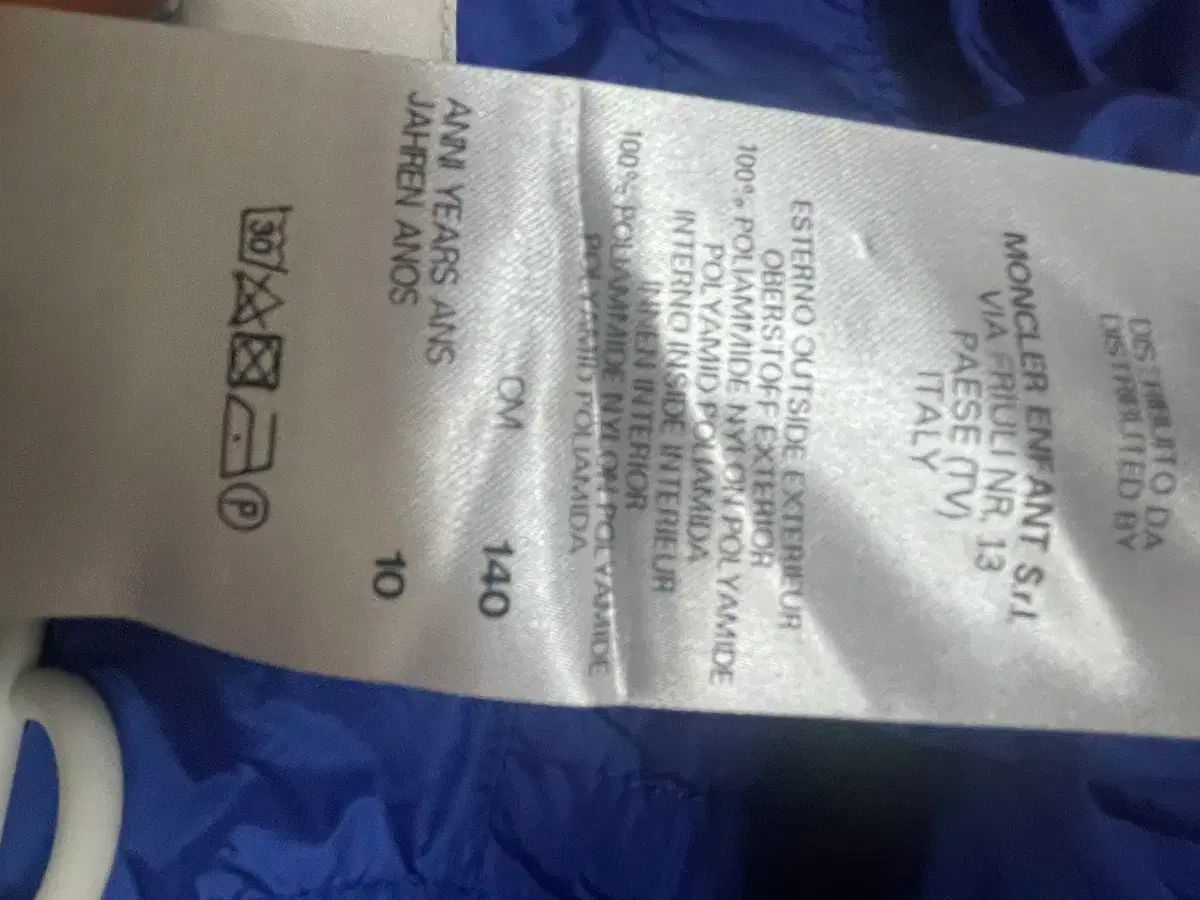 DISTRIBUITO DA
DISTRIBUTED BY
MONCLER ENFANT S.r.l.
VIA FRIULI NR. 13
PAESE (TV)
ITALY
ESTERNO OUTSIDE EXTERIEUR
OBERSTOFF EXTERIOR
100% POLIAMMIDE NYLON POLYAMIDE
POLYAMID POLIAMIDA
INTERNO INSIDE INTERIEUR
INNEN INTERIOR
100% POLIAMMIDE NYLON POLYAMIDE
POLYAMID POLIAMIDA
CM 140
ANNI YEARS ANS
JAHREN ANOS 10
30 P